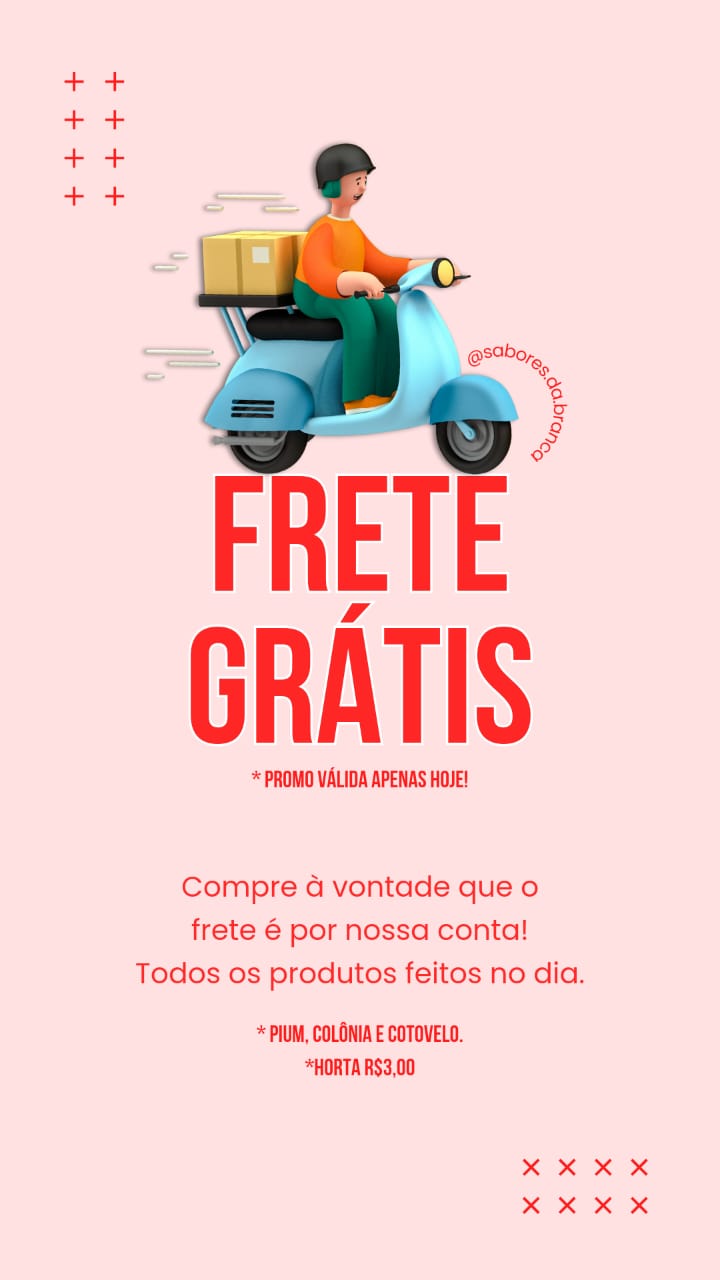 @sabores.da.branca
FRETE
GRÁTIS
* PROMO VÁLIDA APENAS HOJE!
Compre à vontade que o
frete é por nossa conta!
Todos os produtos feitos no dia.
* PIUM, COLÔNIA E COTOVELO.
*HORTA R$3,00